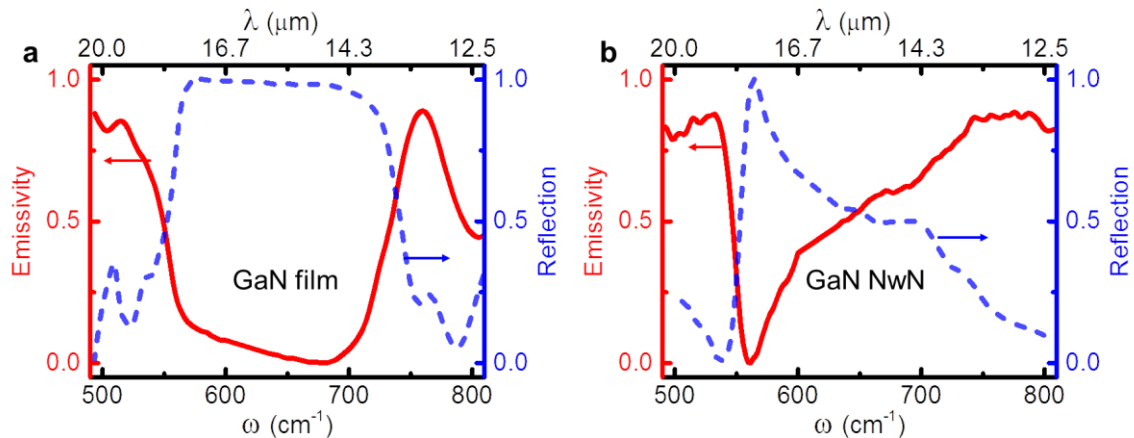 λ (μm)
20.0 16.7 14.3 12.5
a
1.0 1.0
Emissivity
0.5 0.5
Reflection
GaN film
0.0 0.0
500 600 700 800
ω (cm-1)
λ (μm)
20.0 16.7 14.3 12.5
b
1.0 1.0
Emissivity
0.5 0.5
Reflection
GaN NwN
0.0 0.0
500 600 700 800
ω (cm-1)